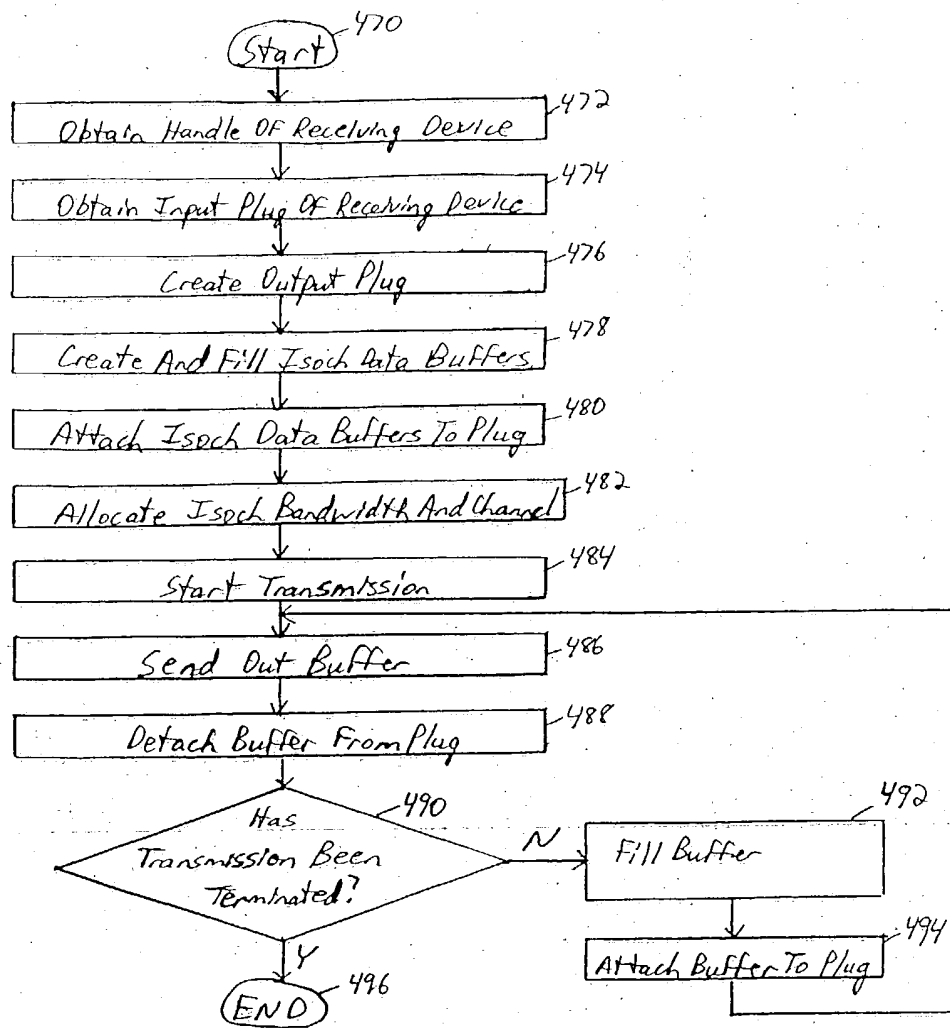 470
Start
472
Obtain Handle Of Receiving Device
474
Obtain Input Plug Of Receiving Device
476
Create Output Plug
478
Create And Fill Isoch Data Buffers
480
Attach Isoch Data Buffers To Plug
482
Allocate Isoch Bandwidth And Channel
484
Start Transmission
486
Send Out Buffer
488
Detach Buffer From Plug
490
Has
Transmission Been
Terminated?
N
492
Fill Buffer
494
Attach Buffer To Plug
Y
496
END